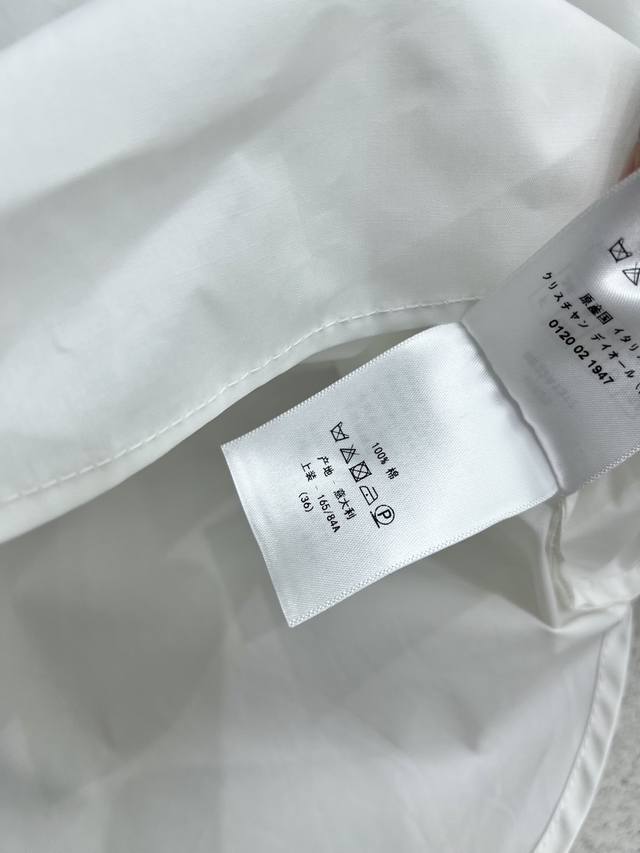 100% 棉
产地 : 意大利
上装 : 165/84A
(36)
原産国 イタリ
クリスチャン デイオール
0120 02 1947